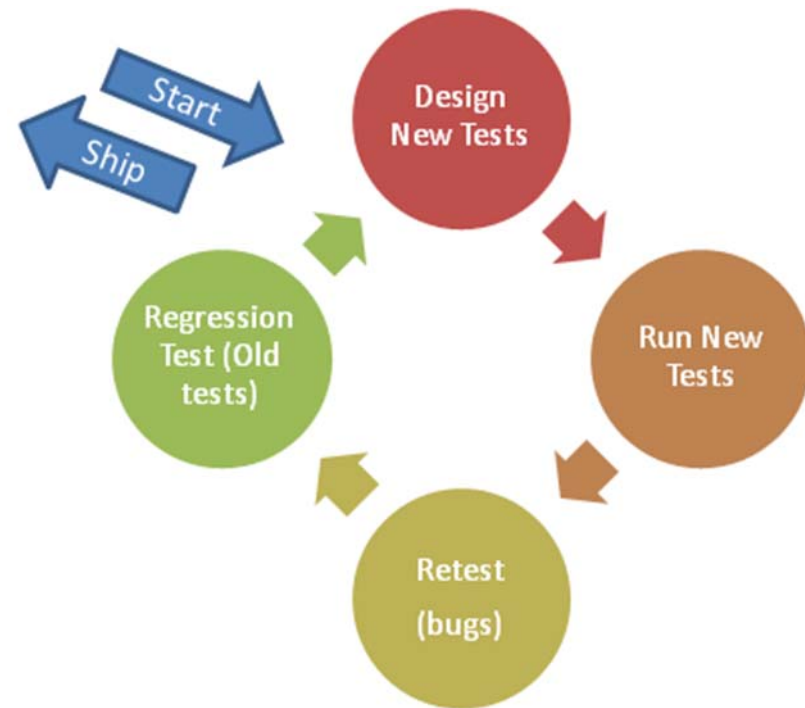 Start
Ship
Design
New Tests
Run New
Tests
Retest
(bugs)
Regression
Test (Old
tests)